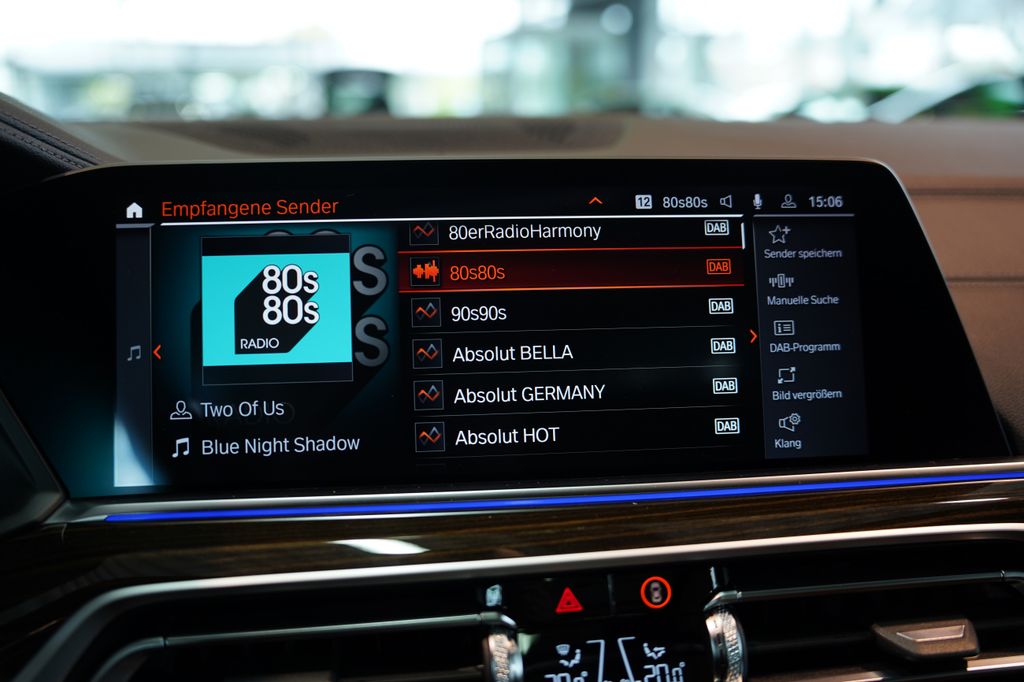 Empfangene Sender
12 80s80s 15:06
80s
80s
RADIO
Two Of Us
Blue Night Shadow
80erRadioHarmony DAB
80s80s DAB
90s90s DAB
Absolut BELLA DAB
Absolut GERMANY DAB
Absolut HOT DAB
Sender speichern
Manuelle Suche
DAB-Programm
Bild vergrößern
Klang